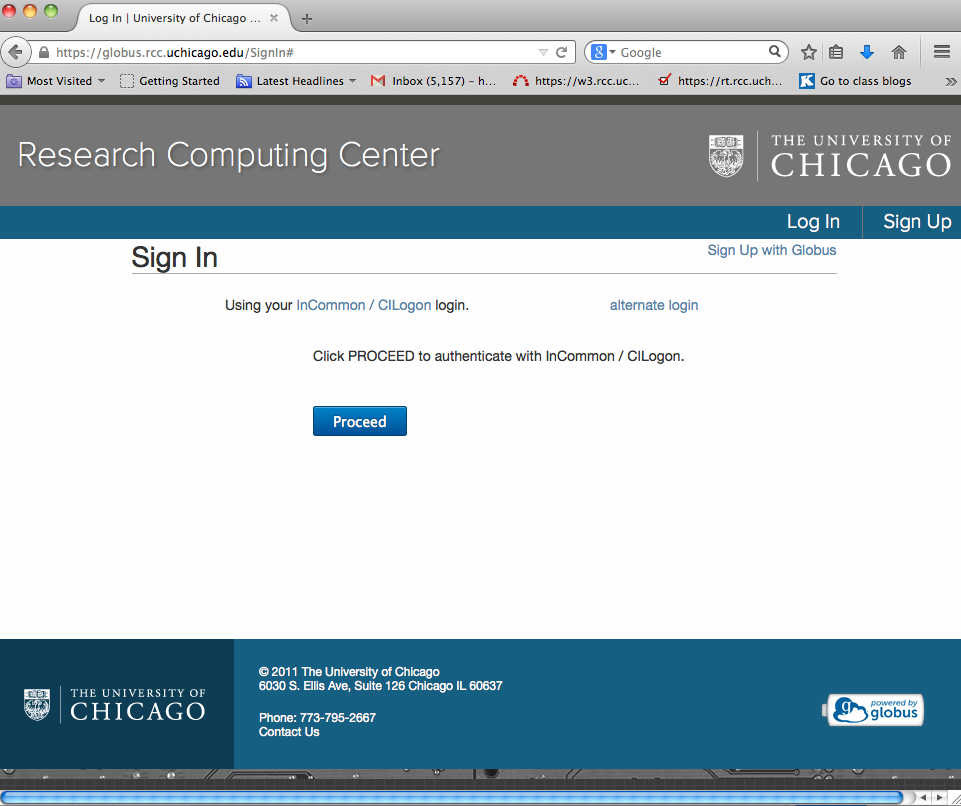 Log In | University of Chicago ...
https://globus.rcc.uchicago.edu/SignIn#
Google
Most Visited
Getting Started
Latest Headlines
Inbox (5,157) – h...
https://w3.rcc.uc...
https://rt.rcc.uch...
Go to class blogs
Research Computing Center
THE UNIVERSITY OF
CHICAGO
Log In
Sign Up
Sign In
Sign Up with Globus
Using your InCommon / CILogon login.
alternate login
Click PROCEED to authenticate with InCommon / CILogon.
Proceed
THE UNIVERSITY OF
CHICAGO
© 2011 The University of Chicago
6030 S. Ellis Ave, Suite 126 Chicago IL 60637
Phone: 773-795-2667
Contact Us
powered by
globus